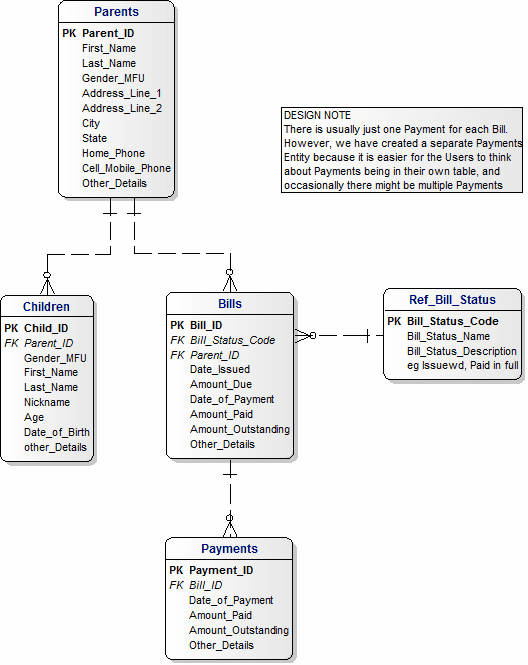 Parents
PK Parent_ID
First_Name
Last_Name
Gender_MFU
Address_Line_1
Address_Line_2
City
State
Home_Phone
Cell_Mobile_Phone
Other_Details
DESIGN NOTE
There is usually just one Payment for each Bill.
However, we have created a separate Payments
Entity because it is easier for the Users to think
about Payments being in their own table, and
occasionally there might be multiple Payments
Children
PK Child_ID
FK Parent_ID
Gender_MFU
First_Name
Last_Name
Nickname
Age
Date_of_Birth
other_Details
Bills
PK Bill_ID
FK Bill_Status_Code
FK Parent_ID
Date_Issued
Amount_Due
Date_of_Payment
Amount_Paid
Amount_Outstanding
Other_Details
Ref_Bill_Status
PK Bill_Status_Code
Bill_Status_Name
Bill_Status_Description
eg Issuewd, Paid in full
Payments
PK Payment_ID
FK Bill_ID
Date_of_Payment
Amount_Paid
Amount_Outstanding
Other_Details